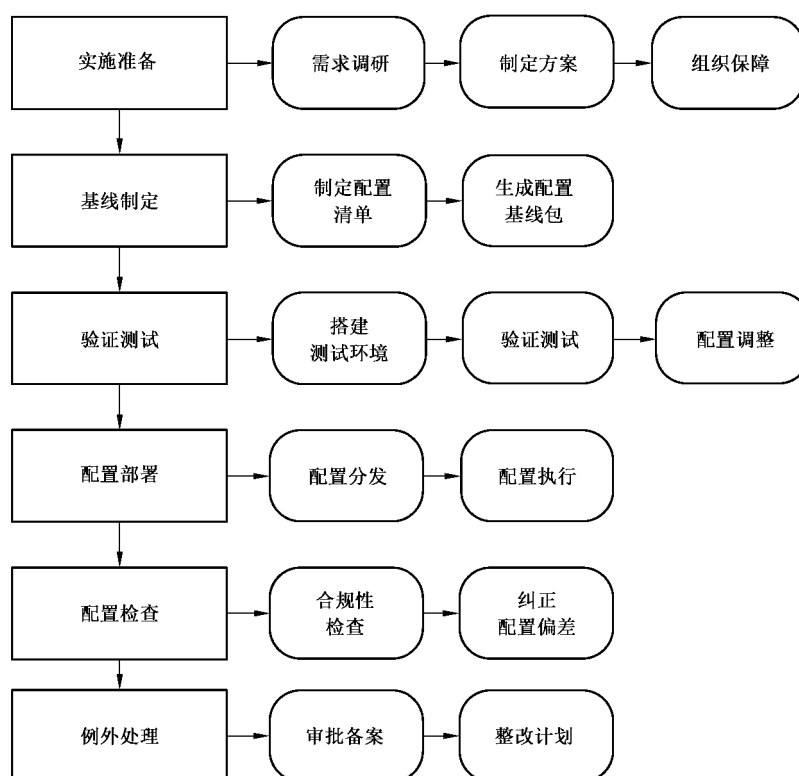 实施准备
需求调研
制定方案
组织保障
基线制定
制定配置
清单
生成配置
基线包
验证测试
搭建
测试环境
验证测试
配置调整
配置部署
配置分发
配置执行
配置检查
合规性
检查
纠正
配置偏差
例外处理
审批备案
整改计划